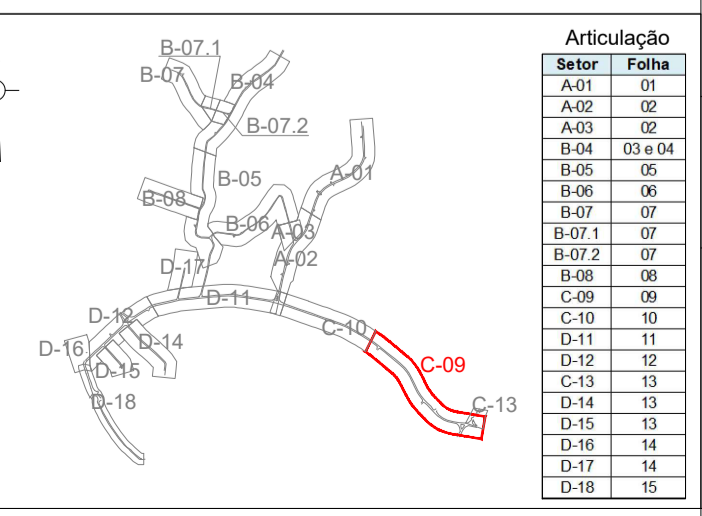 B-07.1
B-07
B-04
B-07.2
B-05
A-01
B-08
B-06
A-03
A-02
D-17
D-11
D-12
C-10
D-14
D-16
D-15
C-09
D-18
C-13
Articulação
Setor Folha
A-01 01
A-02 02
A-03 02
B-04 03 e 04
B-05 05
B-06 06
B-07 07
B-07.1 07
B-07.2 07
B-08 08
C-09 09
C-10 10
D-11 11
D-12 12
C-13 13
D-14 13
D-15 13
D-16 14
D-17 14
D-18 15